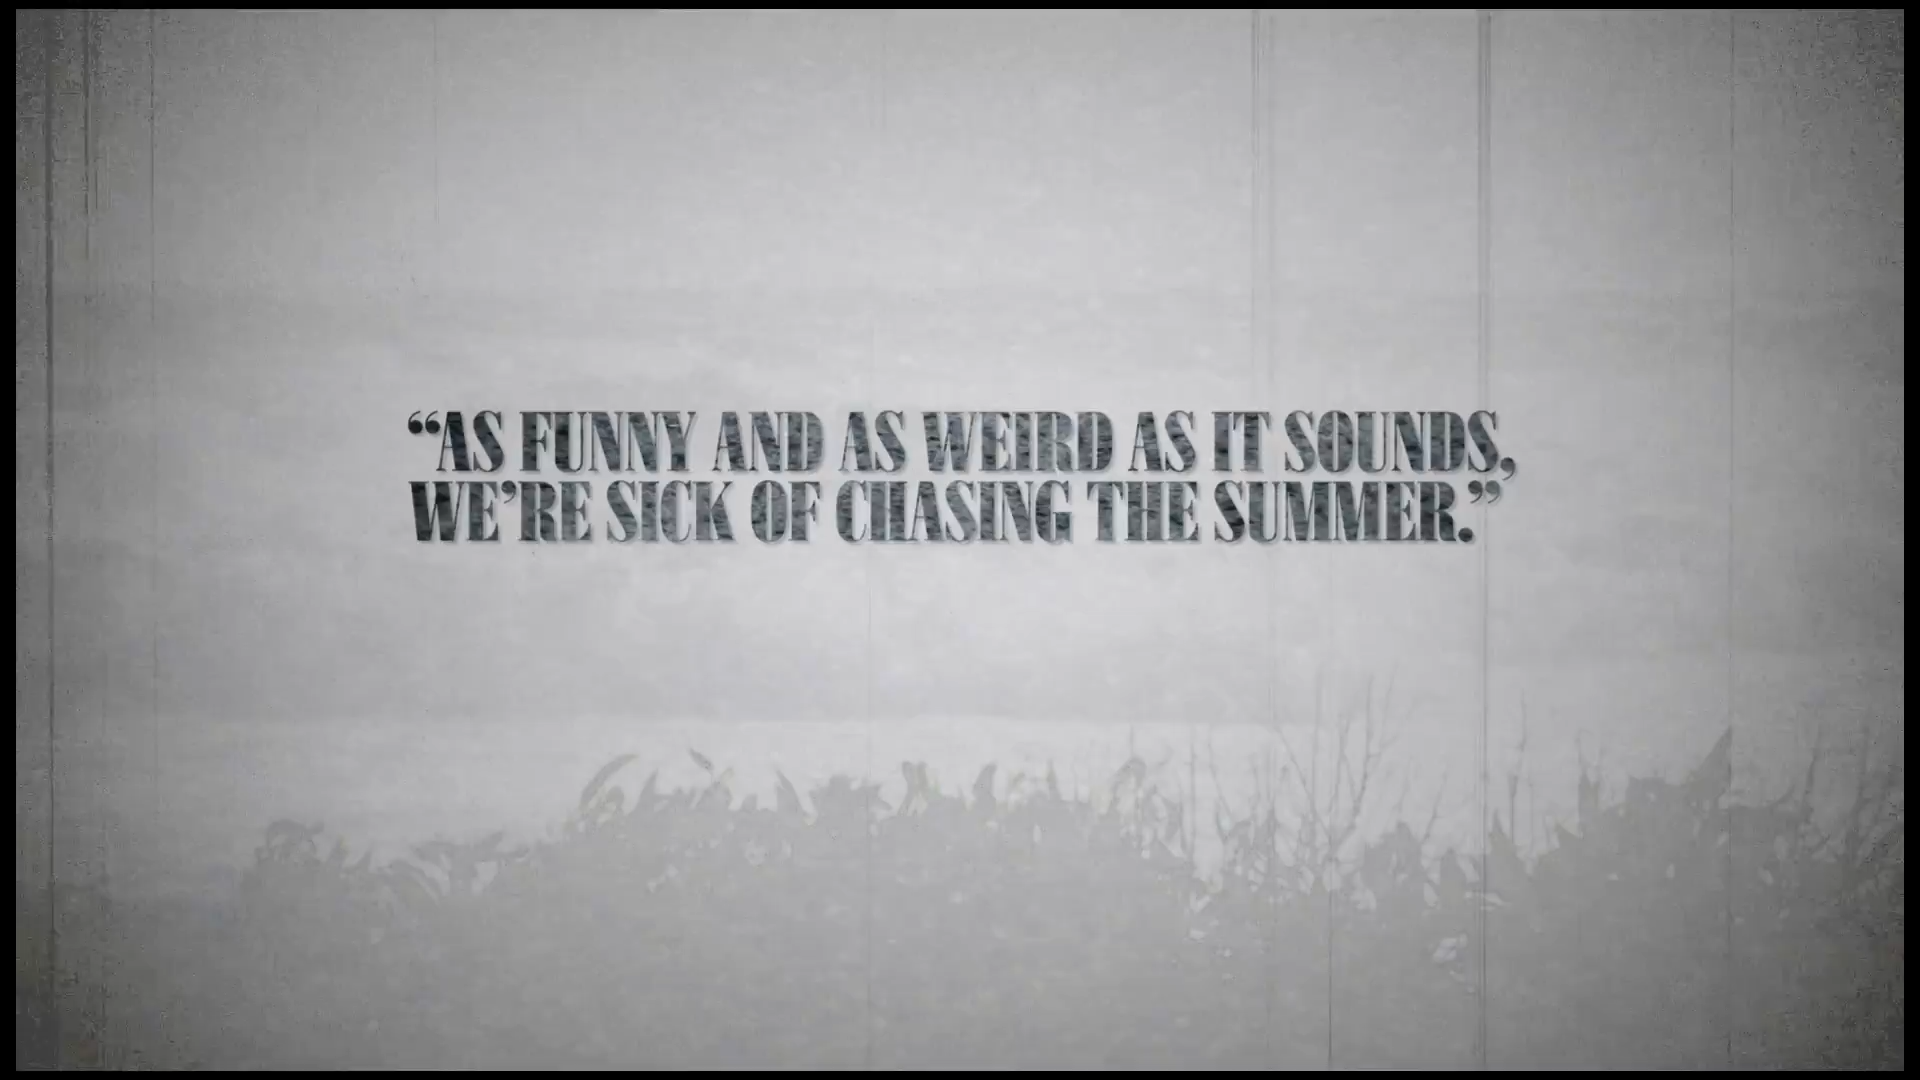 “AS FUNNY AND AS WEIRD AS IT SOUNDS,
WE’RE SICK OF CHASING THE SUMMER.”